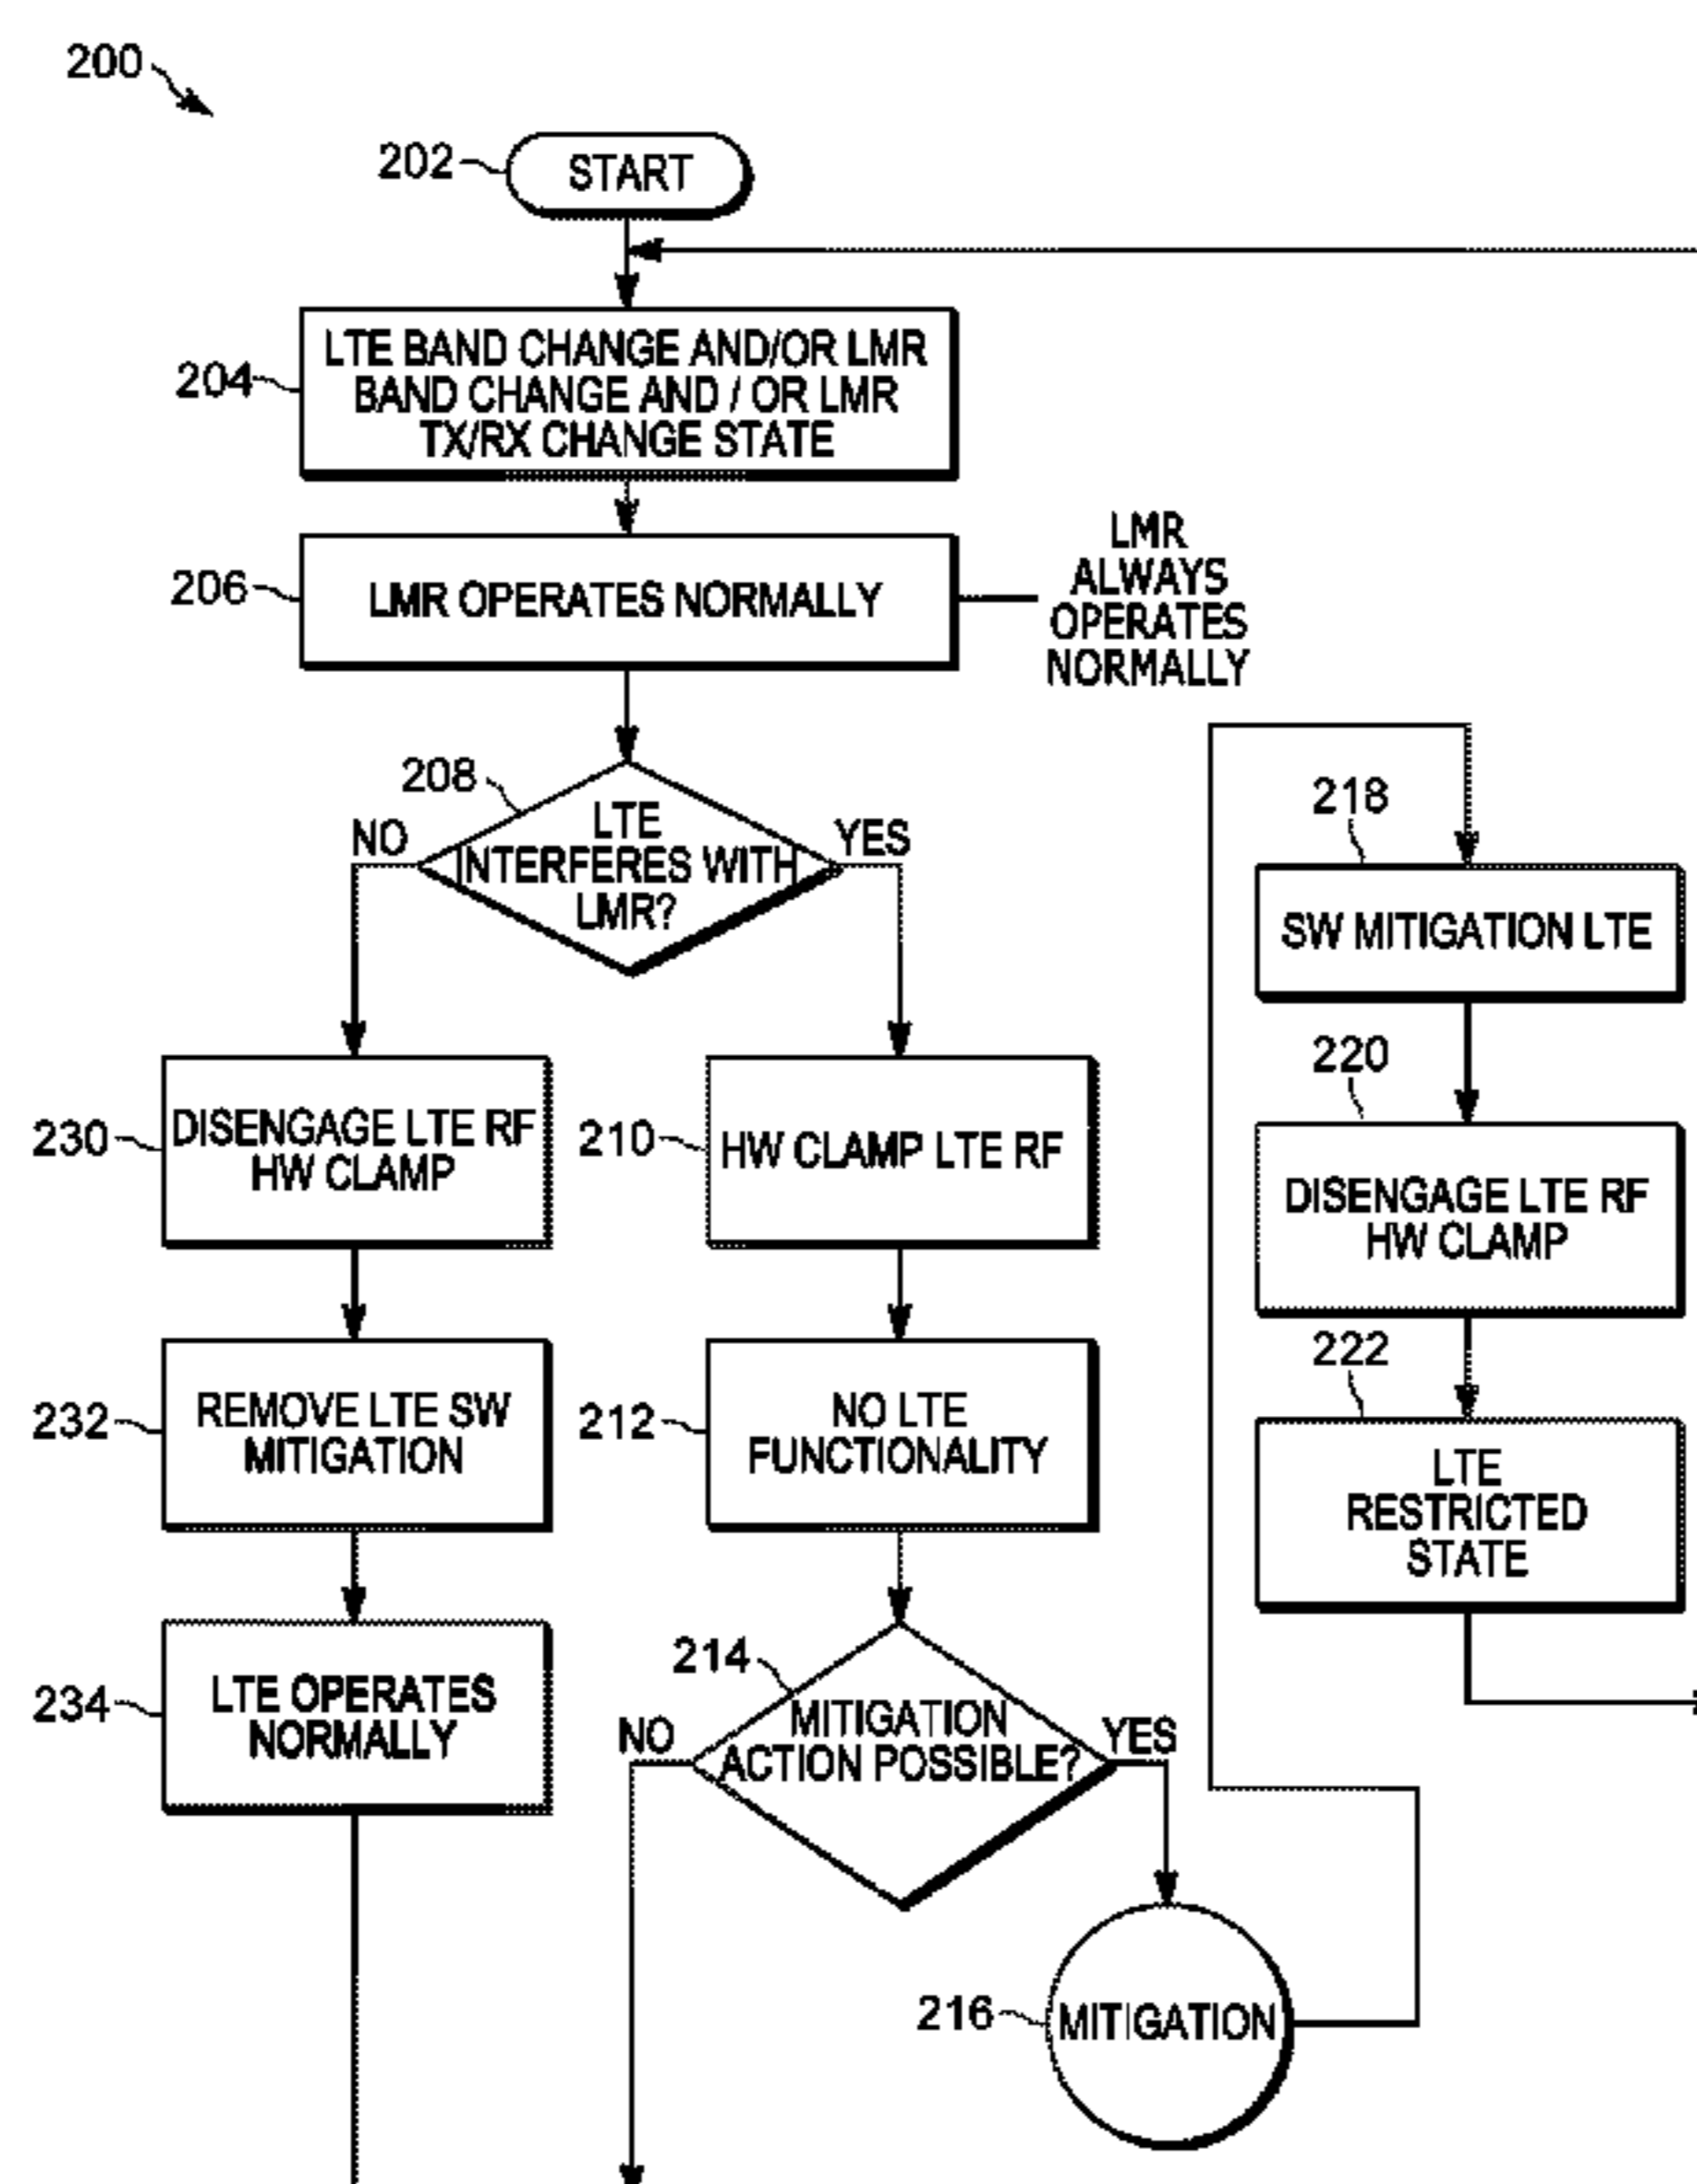 200
202
START
204
LTE BAND CHANGE AND/OR LMR
BAND CHANGE AND / OR LMR
TX/RX CHANGE STATE
206
LMR OPERATES NORMALLY
LMR
ALWAYS
OPERATES
NORMALLY
208
NO
LTE
INTERFERES WITH
LMR?
YES
230
DISENGAGE LTE RF
HW CLAMP
210
HW CLAMP LTE RF
232
REMOVE LTE SW
MITIGATION
212
NO LTE
FUNCTIONALITY
234
LTE OPERATES
NORMALLY
214
NO
MITIGATION
ACTION POSSIBLE?
YES
216
MITIGATION
218
SW MITIGATION LTE
220
DISENGAGE LTE RF
HW CLAMP
222
LTE
RESTRICTED
STATE